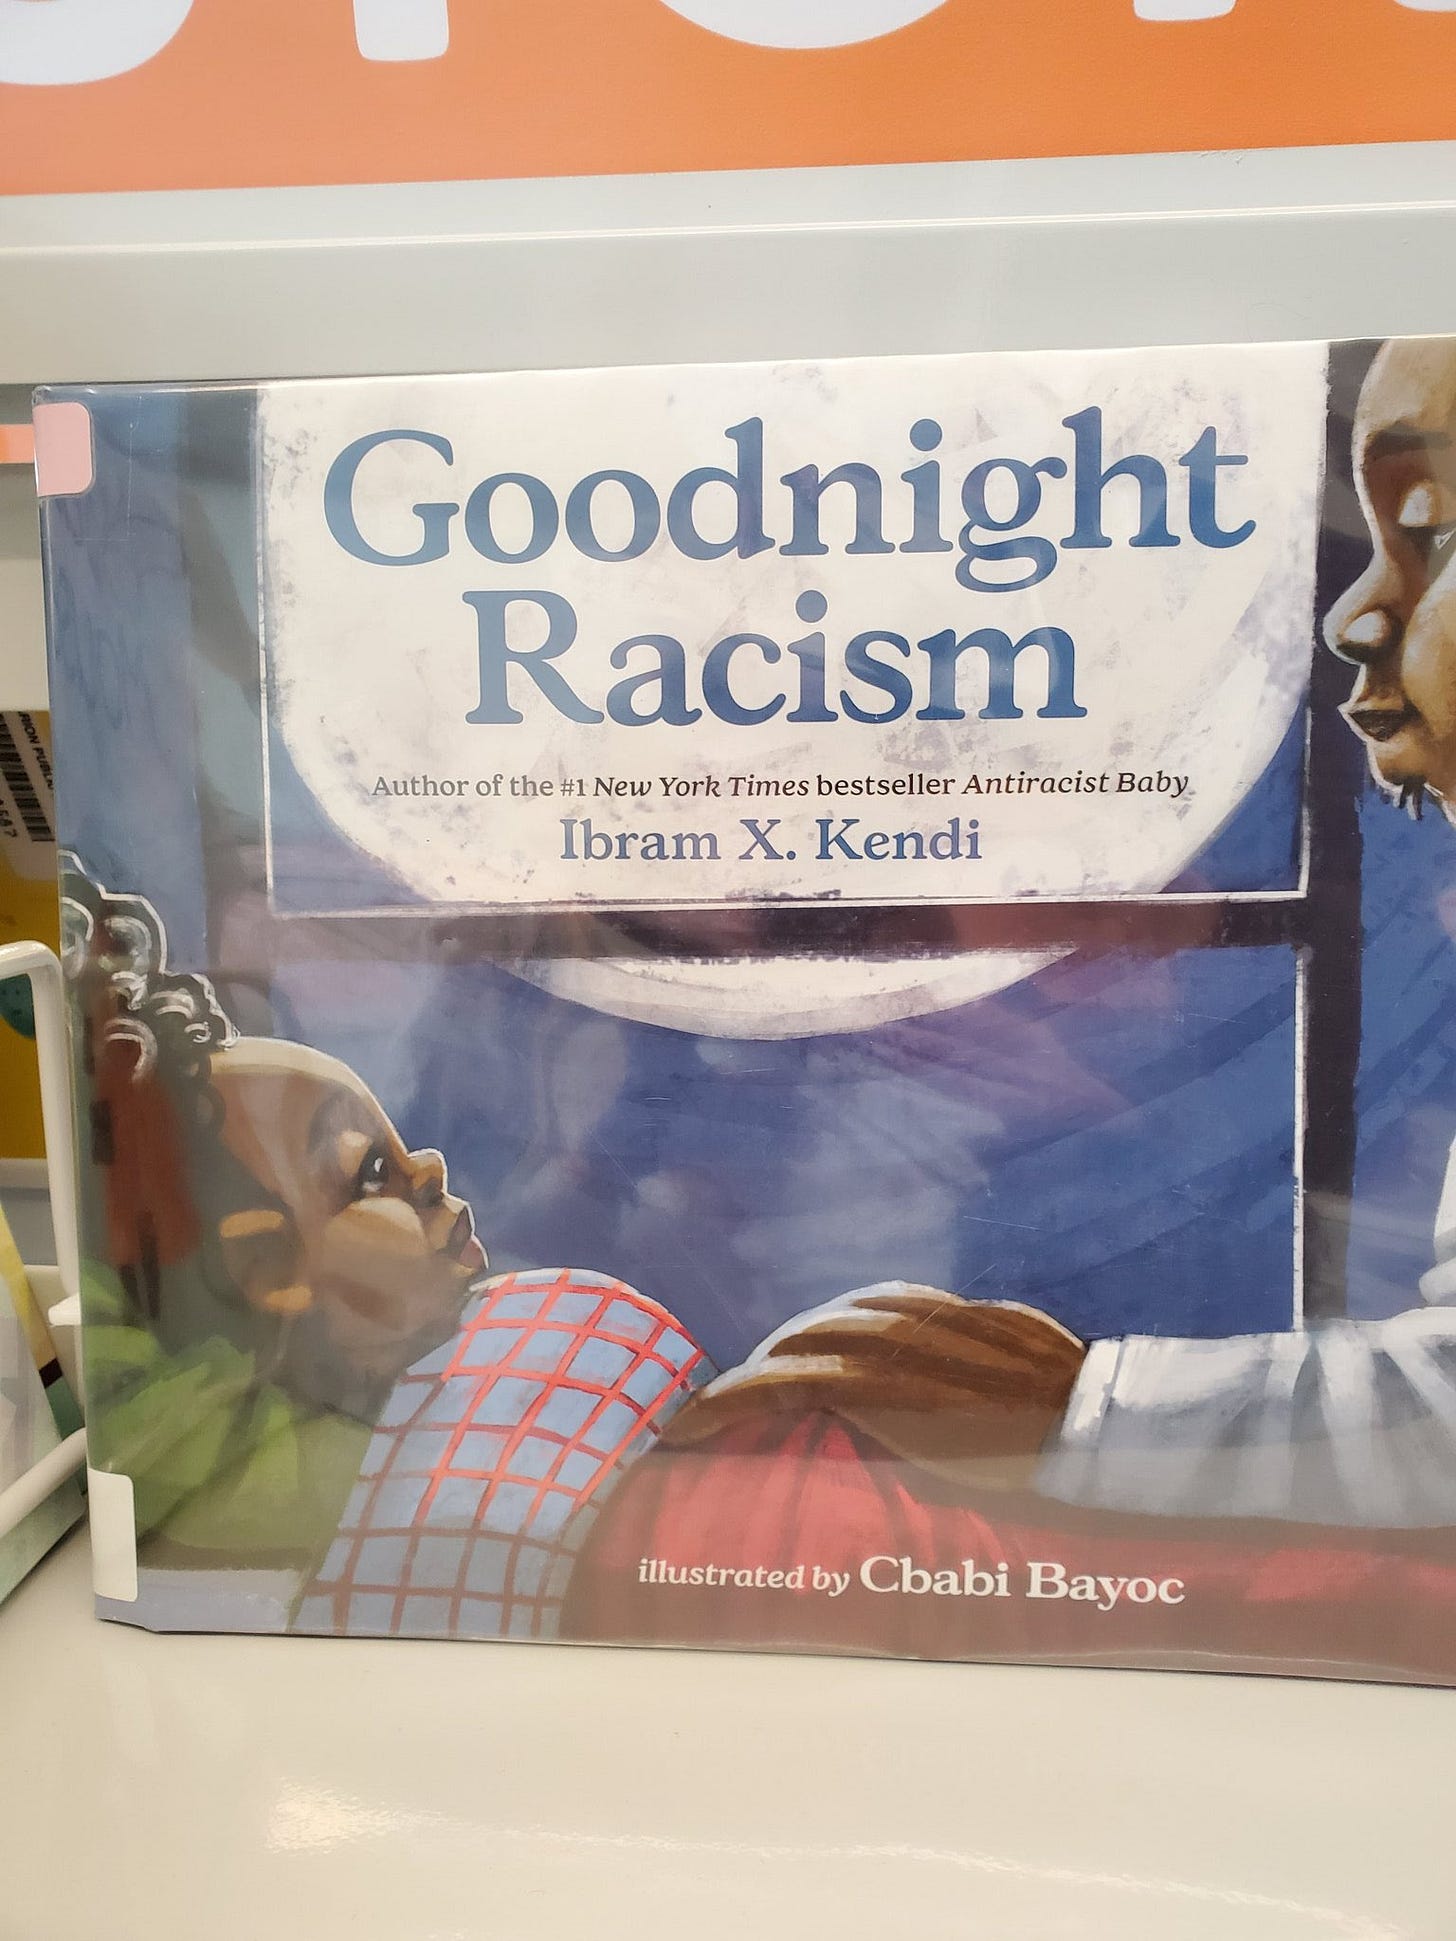 Goodnight
Racism
Author of the #1 New York Times bestseller Antiracist Baby
Ibram X. Kendi
illustrated by Cbabi Bayoc